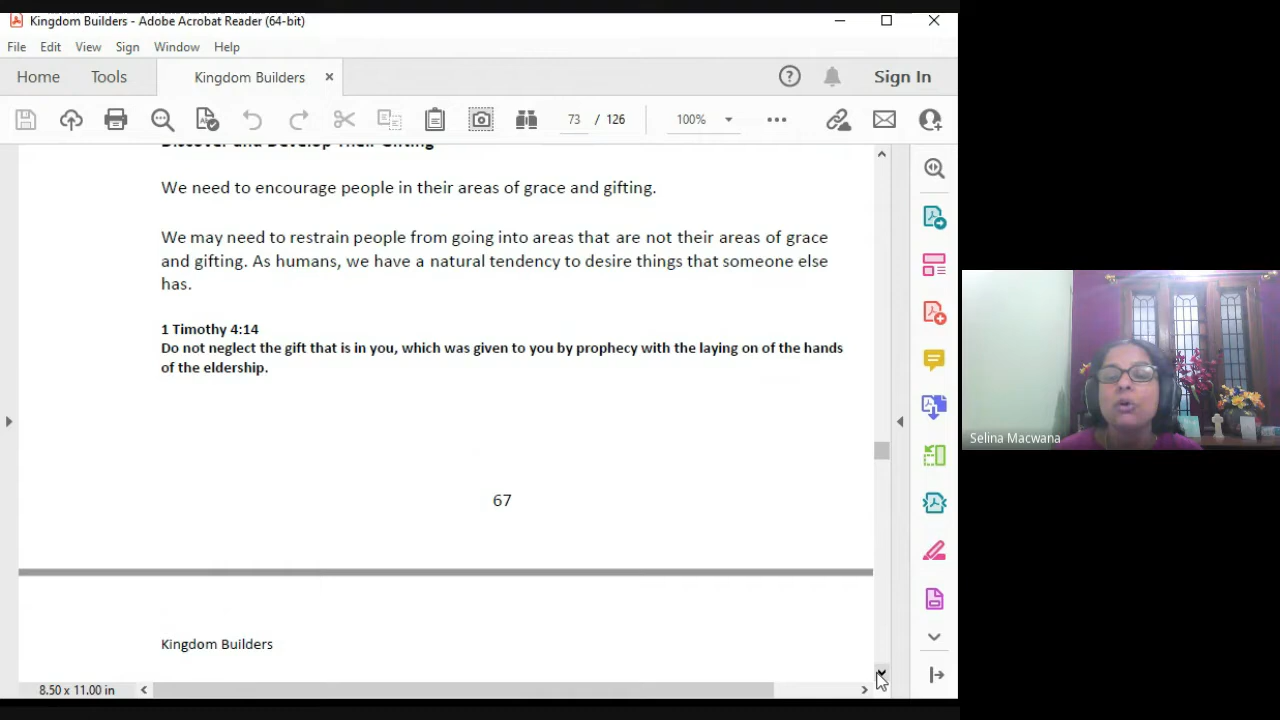 Kingdom Builders - Adobe Acrobat Reader (64-bit)
File Edit View Sign Window Help
Home Tools Kingdom Builders × Sign In
73 / 126 100%
Discover and Develop Their Gifting
We need to encourage people in their areas of grace and gifting.
We may need to restrain people from going into areas that are not their areas of grace
and gifting. As humans, we have a natural tendency to desire things that someone else
has.
1 Timothy 4:14
Do not neglect the gift that is in you, which was given to you by prophecy with the laying on of the hands
of the eldership.
67
Kingdom Builders
8.50 x 11.00 in
Selina Macwana